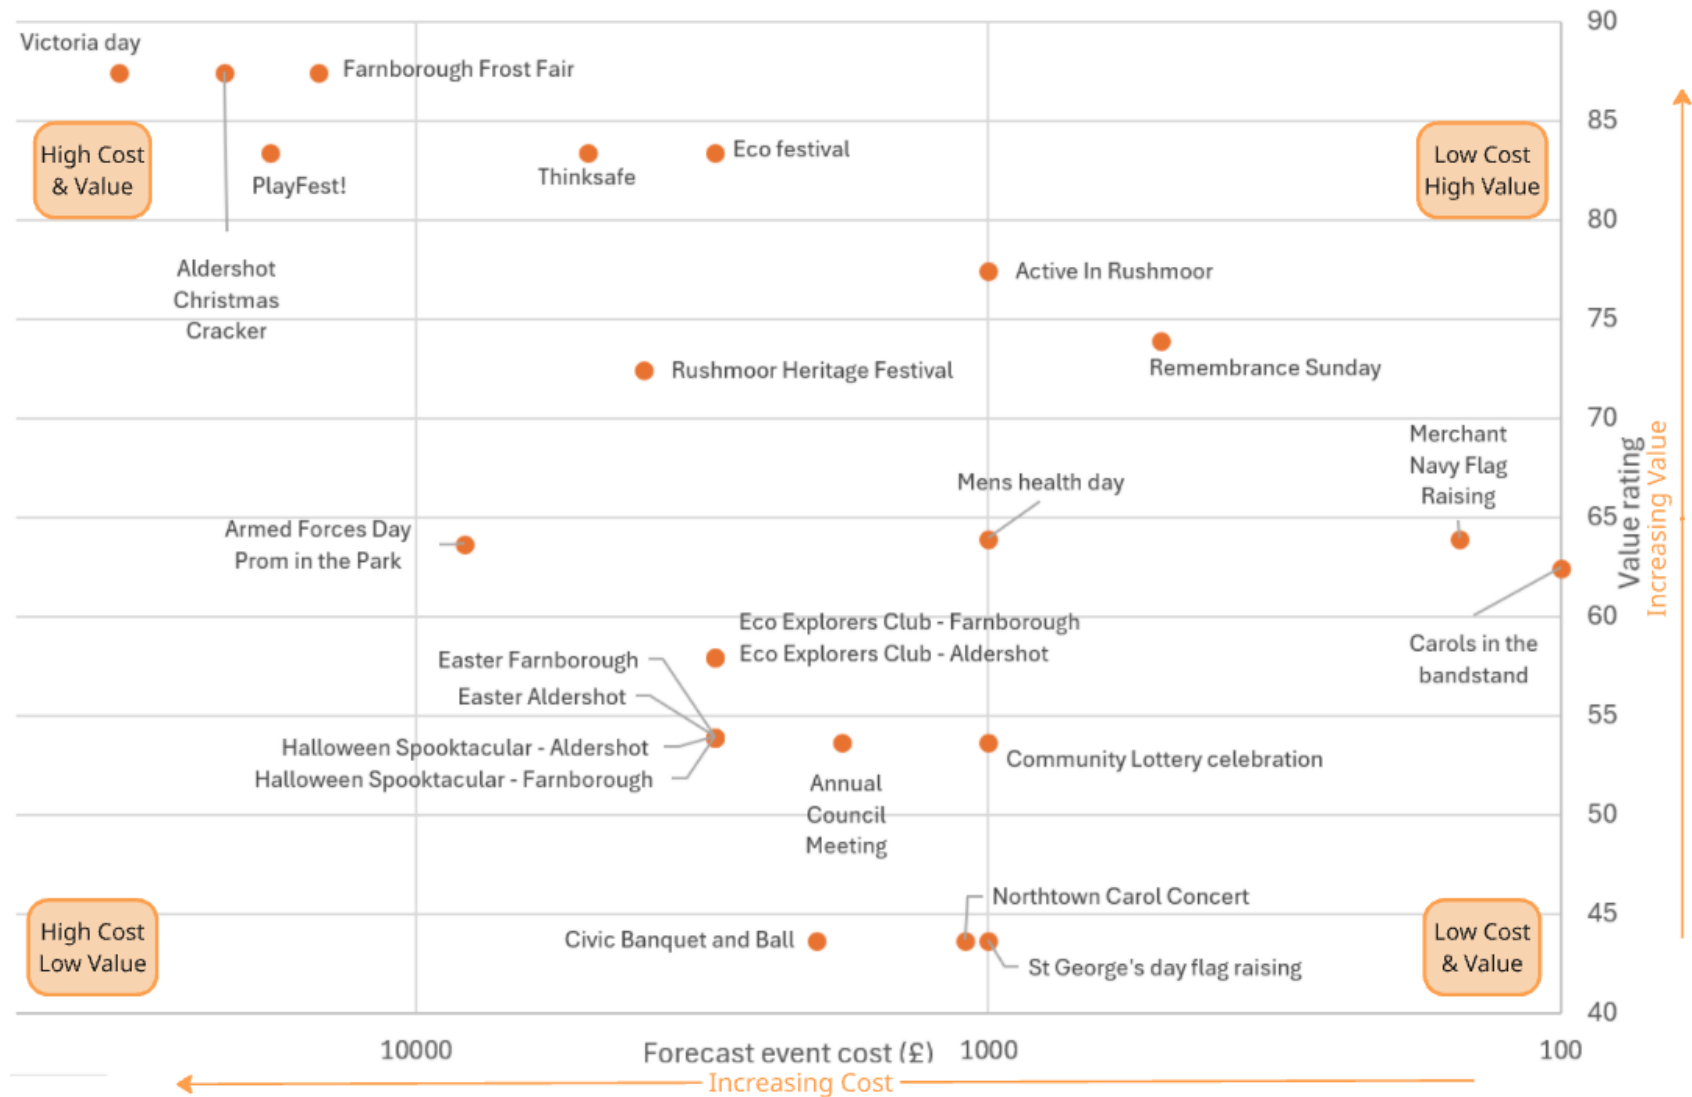 90
Victoria day
Farnborough Frost Fair
85
High Cost
& Value
PlayFest!
Thinksafe
Eco festival
Low Cost
High Value
80
Aldershot
Christmas
Cracker
Active In Rushmoor
75
Rushmoor Heritage Festival
Remembrance Sunday
70
Merchant
Navy Flag
Raising
Mens health day
65
Armed Forces Day
Prom in the Park
Value rating
Increasing Value
60
Eco Explorers Club - Farnborough
Eco Explorers Club - Aldershot
Carols in the
bandstand
Easter Farnborough
Easter Aldershot
55
Halloween Spooktacular - Aldershot
Halloween Spooktacular - Farnborough
Community Lottery celebration
Annual
Council
Meeting
50
Northtown Carol Concert
45
High Cost
Low Value
Civic Banquet and Ball
St George's day flag raising
Low Cost
& Value
40
10000
Forecast event cost (£)
1000
100
Increasing Cost